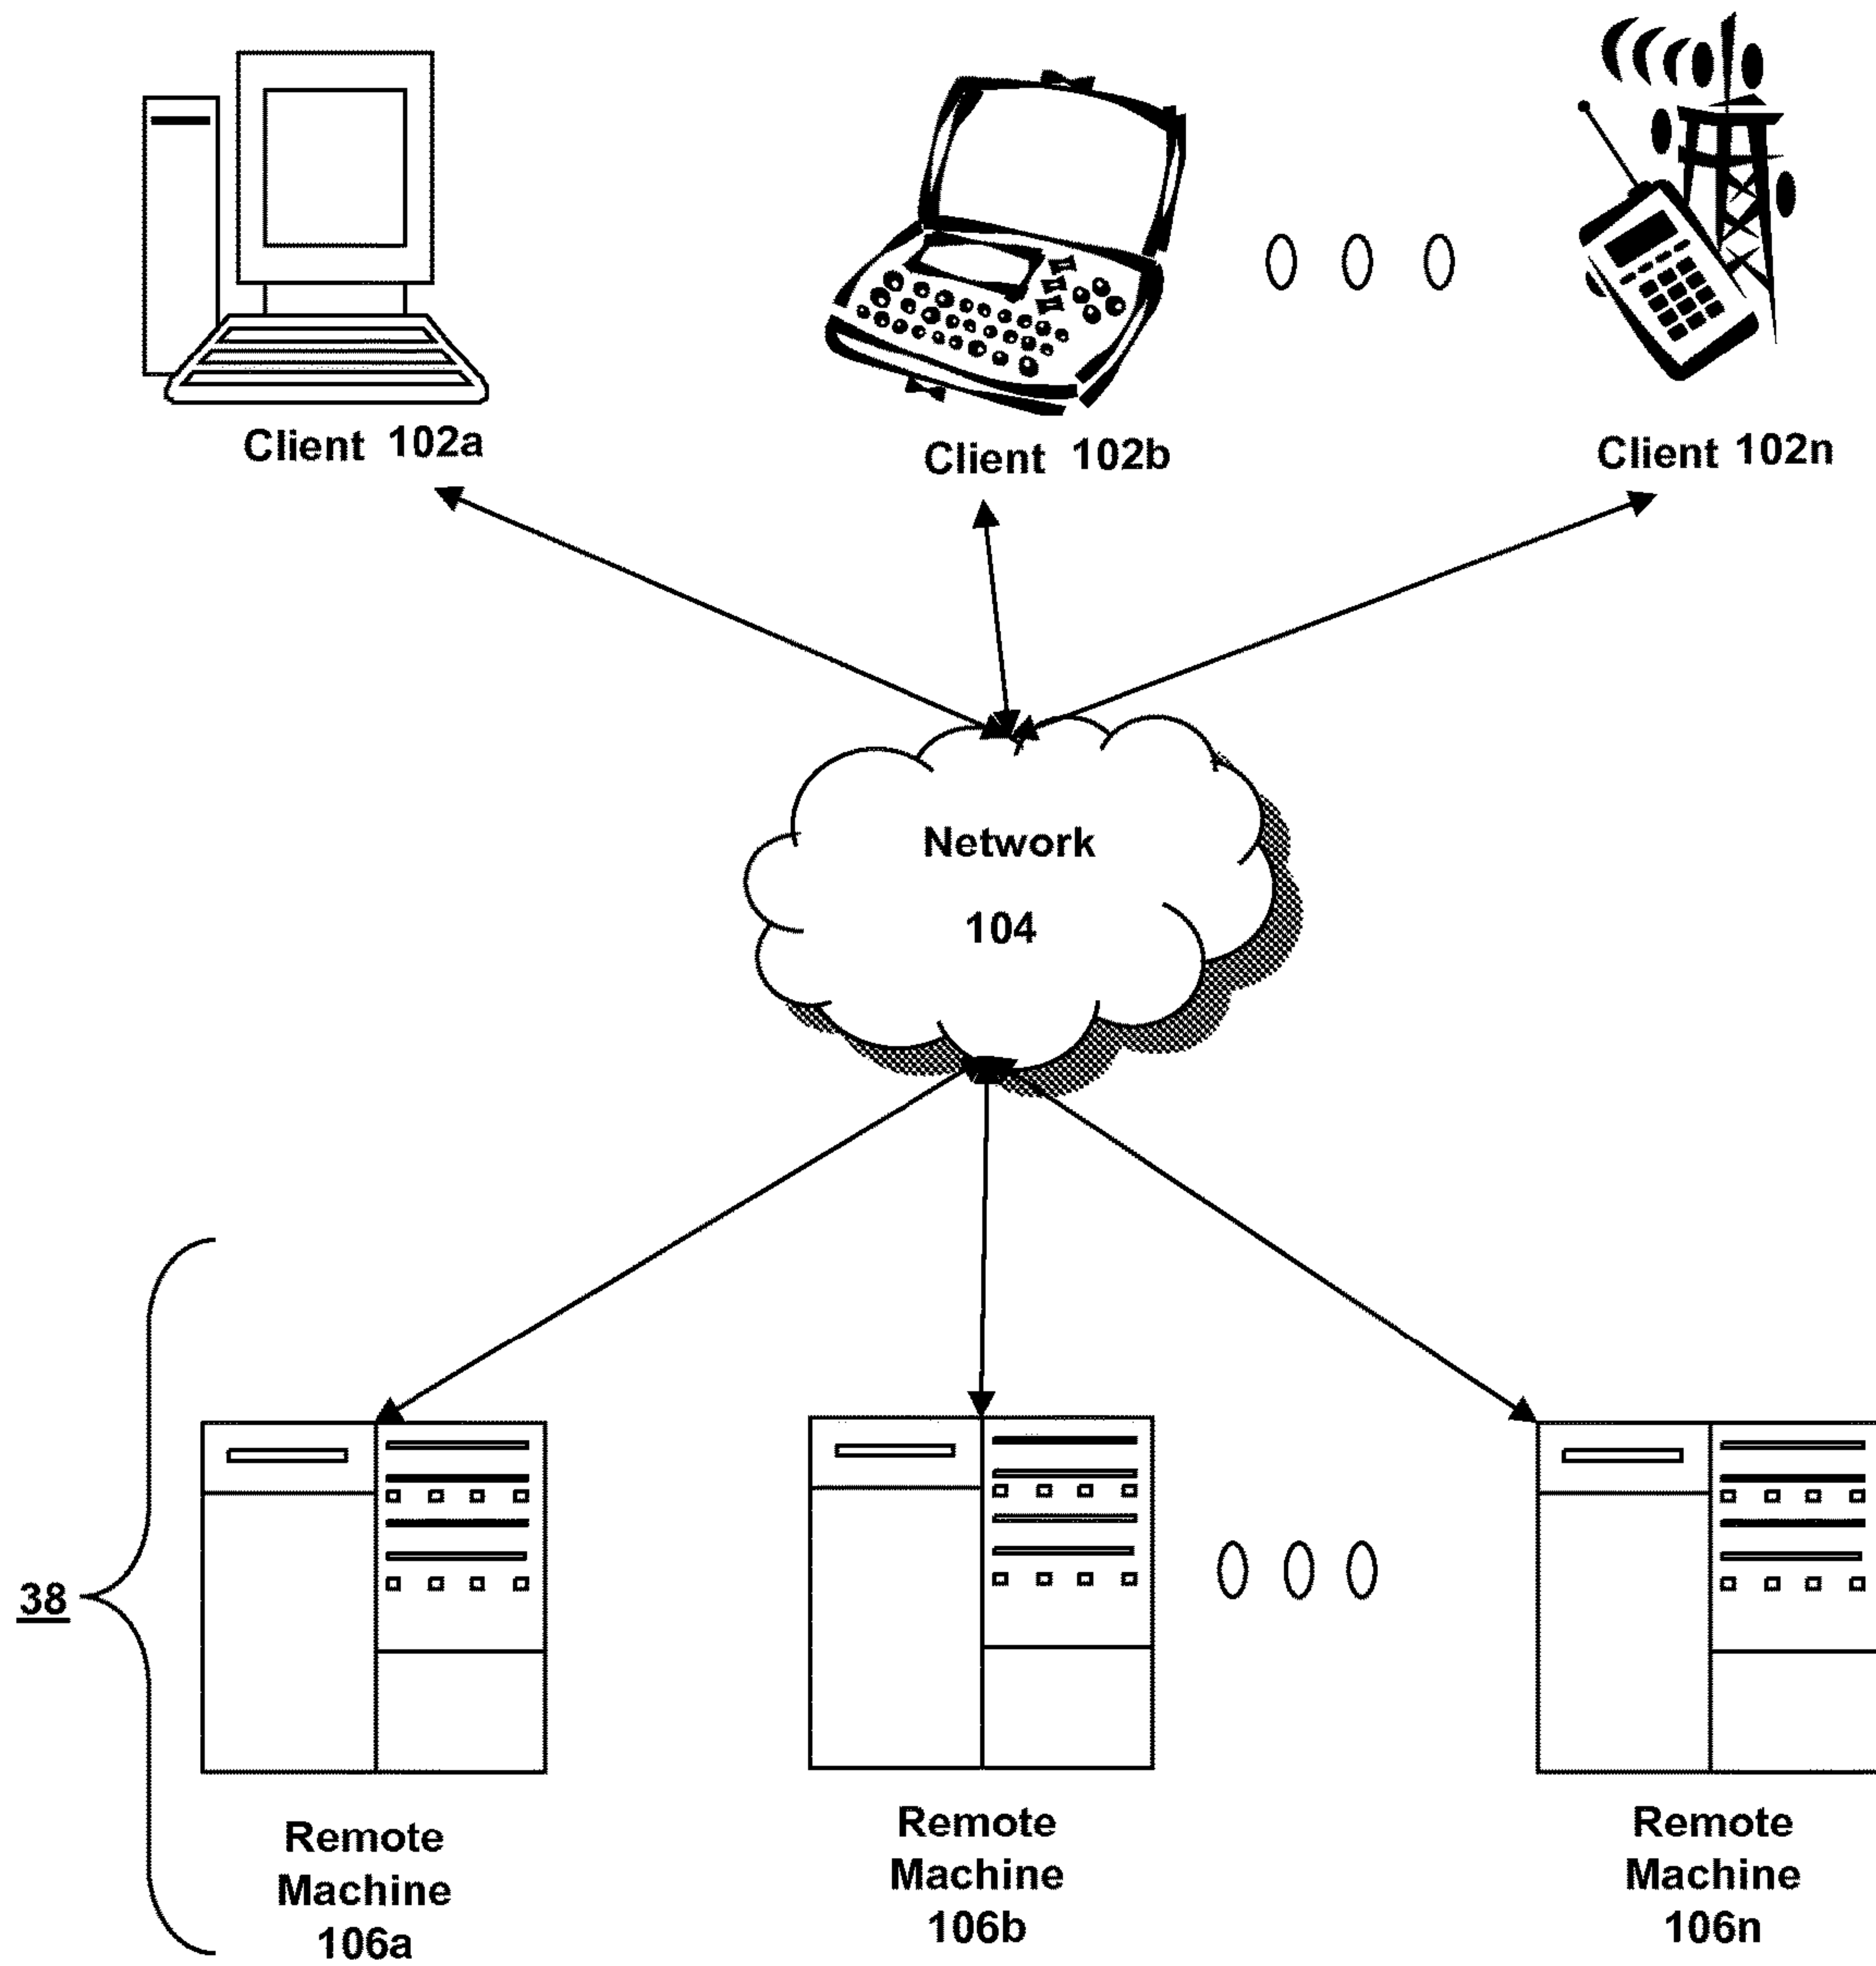 Client 102a
Client 102b
Client 102n
Network
104
38
Remote
Machine
106a
Remote
Machine
106b
Remote
Machine
106n